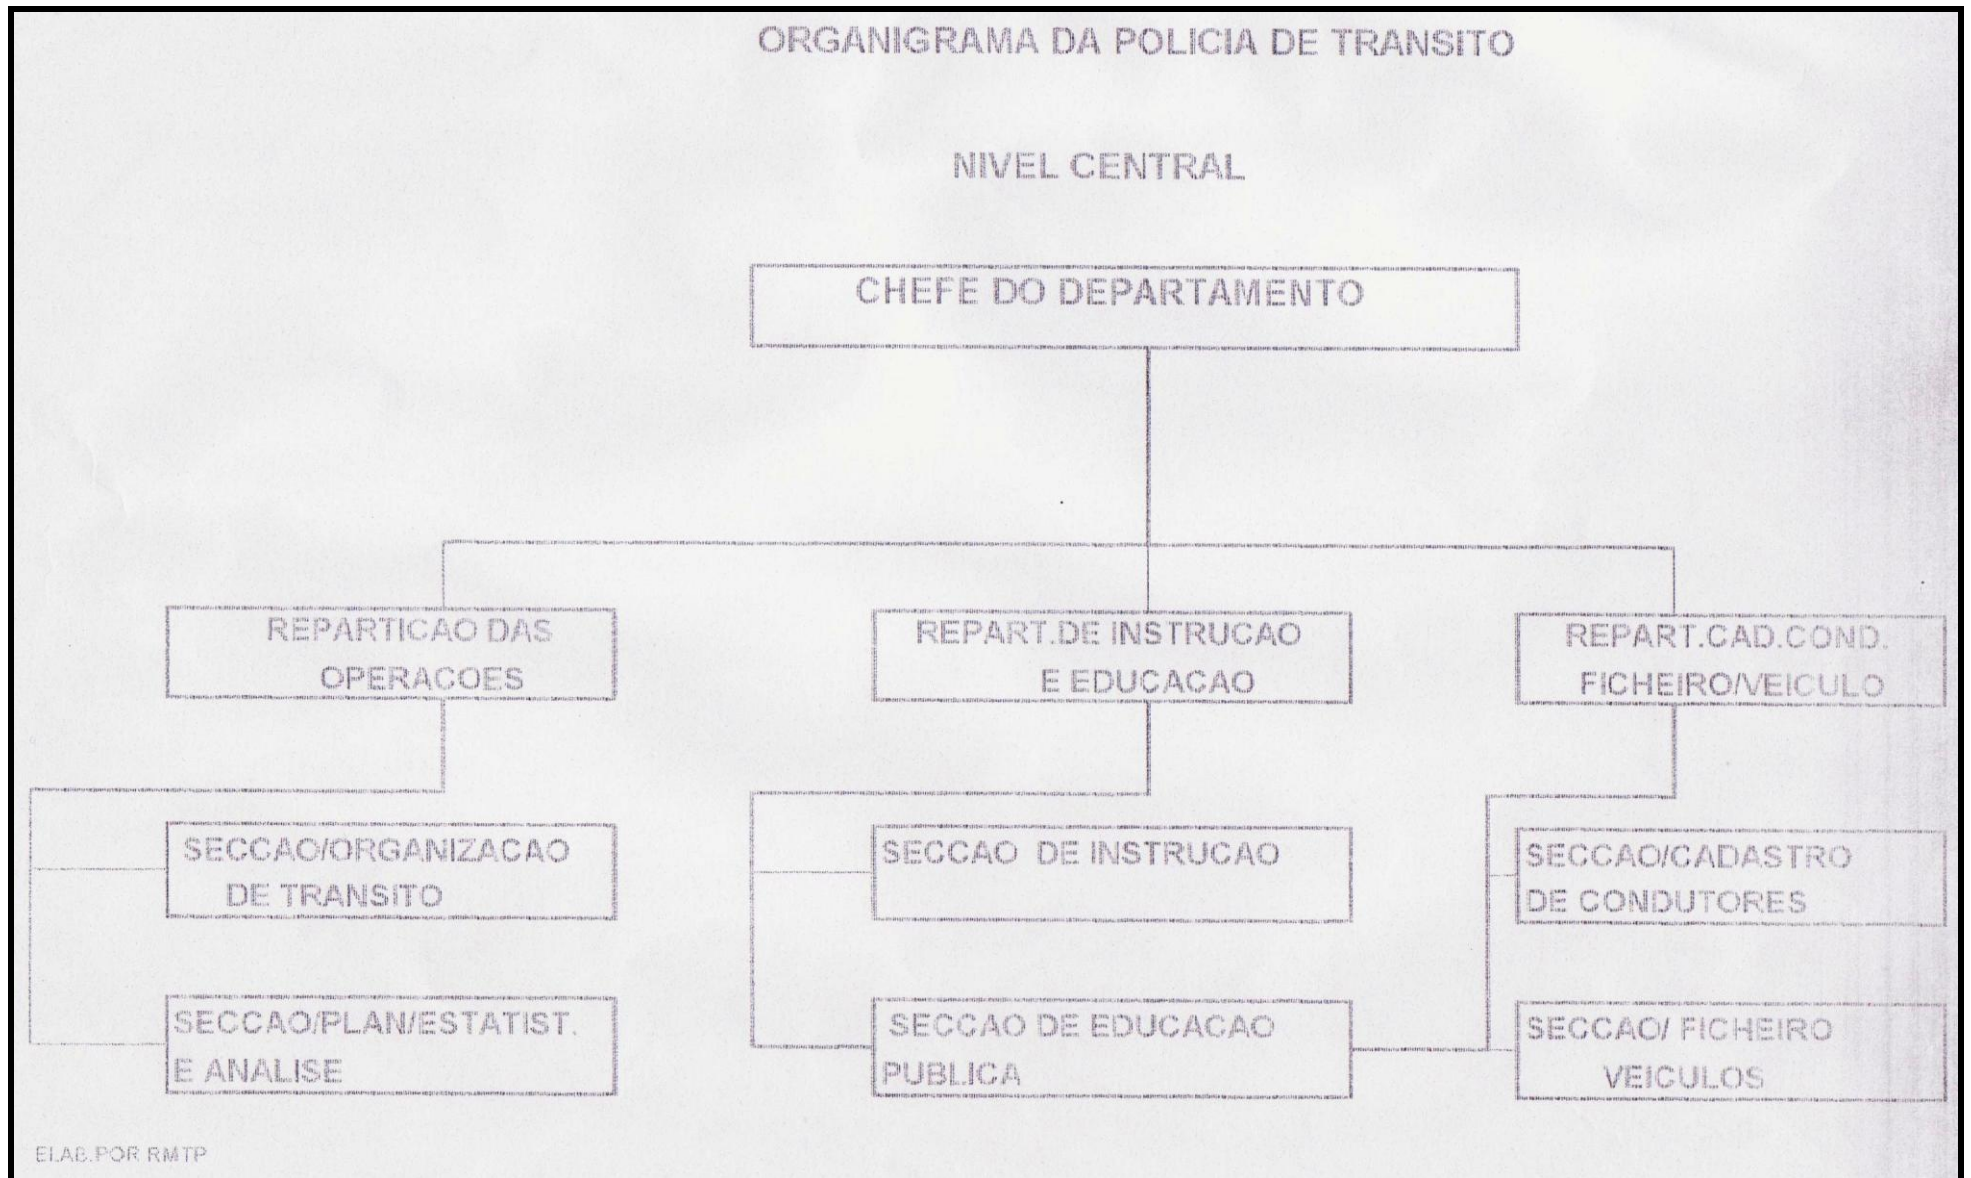 ORGANIGRAMA DA POLICIA DE TRANSITO
NIVEL CENTRAL
CHEFE DO DEPARTAMENTO
REPARTICAO DAS
OPERACOES
REPART.DE INSTRUCAO
E EDUCACAO
REPART.CAD.COND.
FICHEIRO/VEICULO
SECCAO/ORGANIZACAO
DE TRANSITO
SECCAO DE INSTRUCAO
SECCAO/CADASTRO
DE CONDUTORES
SECCAO/PLAN/ESTATIST.
E ANALISE
SECCAO DE EDUCACAO
PUBLICA
SECCAO/ FICHEIRO
VEICULOS
ELAB.POR RMTP